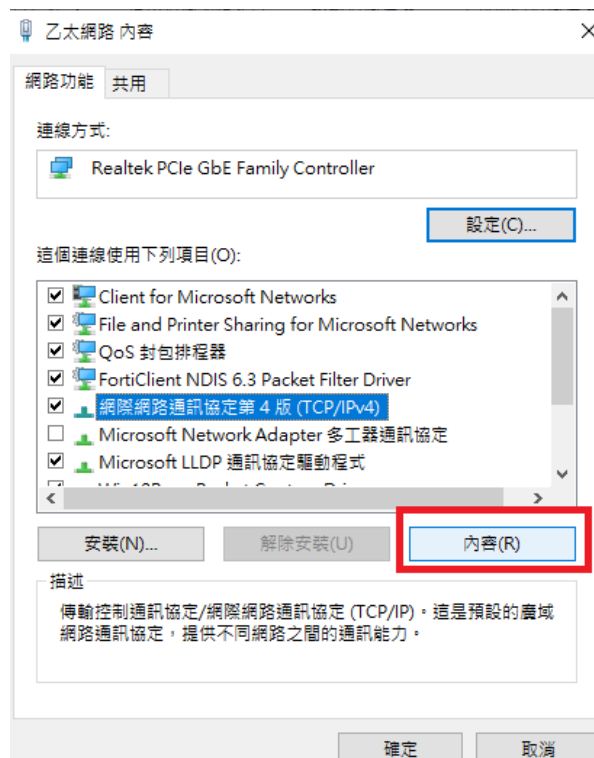 乙太網路 內容
網路功能 共用
連線方式:
Realtek PCIe GbE Family Controller
設定(C)...
這個連線使用下列項目(O):
Client for Microsoft Networks
File and Printer Sharing for Microsoft Networks
QoS 封包排程器
FortiClient NDIS 6.3 Packet Filter Driver
網際網路通訊協定第 4 版 (TCP/IPv4)
Microsoft Network Adapter 多工器通訊協定
Microsoft LLDP 通訊協定驅動程式
安裝(N)... 解除安裝(U) 內容(R)
描述
傳輸控制通訊協定/網際網路通訊協定 (TCP/IP)。這是預設的廣域
網路通訊協定，提供不同網路之間的通訊能力。
確定 取消